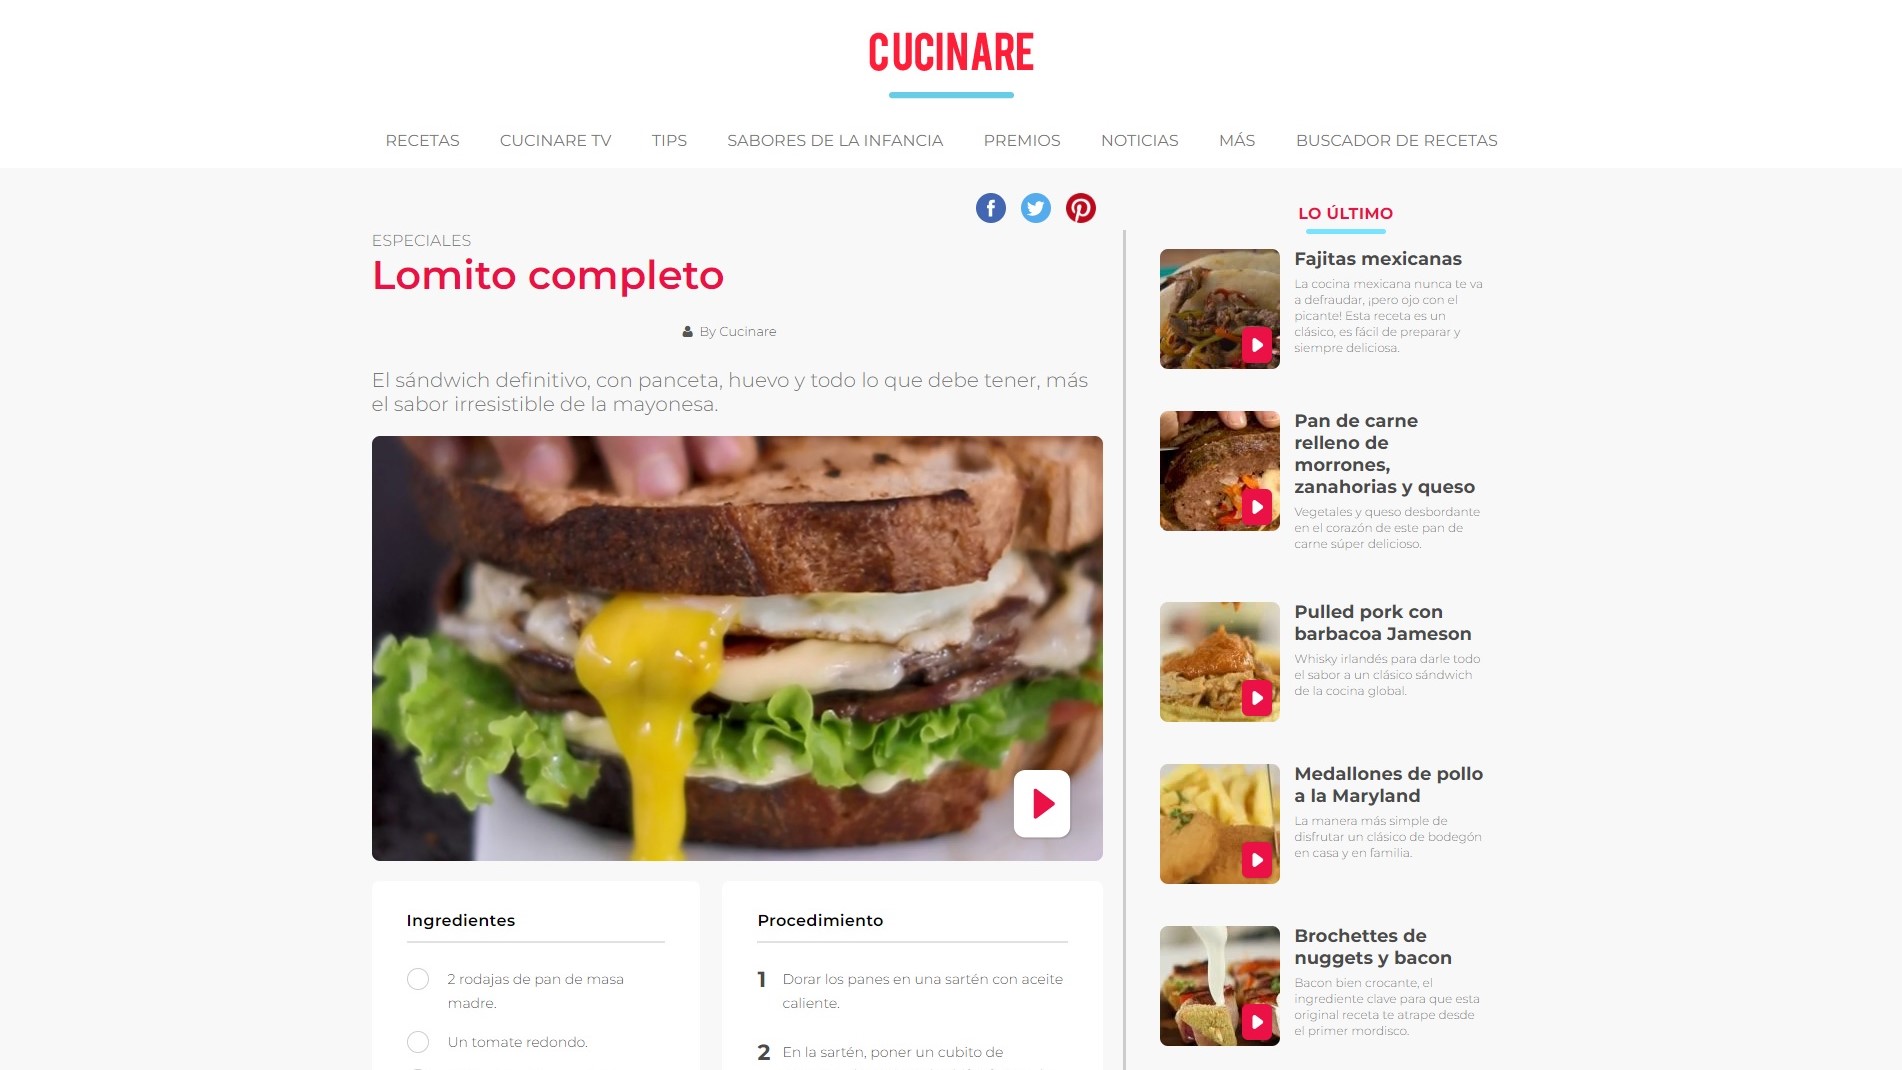 CUCINARE
RECETAS CUCINARE TV TIPS SABORES DE LA INFANCIA PREMIOS NOTICIAS MÁS BUSCADOR DE RECETAS
ESPECIALES
Lomito completo
By Cucinare
El sándwich definitivo, con panceta, huevo y todo lo que debe tener, más
el sabor irresistible de la mayonesa.
Ingredientes
2 rodajas de pan de masa
madre.
Un tomate redondo.
Procedimiento
1 Dorar los panes en una sartén con aceite
caliente.
2 En la sartén, poner un cubito de
LO ÚLTIMO
Fajitas mexicanas
La cocina mexicana nunca te va
a defraudar, ¡pero ojo con el
picante! Esta receta es un
clásico, es fácil de preparar y
siempre deliciosa.
Pan de carne
relleno de
morrones,
zanahorias y queso
Vegetales y queso desbordante
en el corazón de este pan de
carne súper delicioso.
Pulled pork con
barbacoa Jameson
Whisky irlandés para darle todo
el sabor a un clásico sándwich
de la cocina global.
Medallones de pollo
a la Maryland
La manera más simple de
disfrutar un clásico de bodegón
en casa y en familia.
Brochettes de
nuggets y bacon
Bacon bien crocante, el
ingrediente clave para que esta
original receta te atrape desde
el primer mordisco.